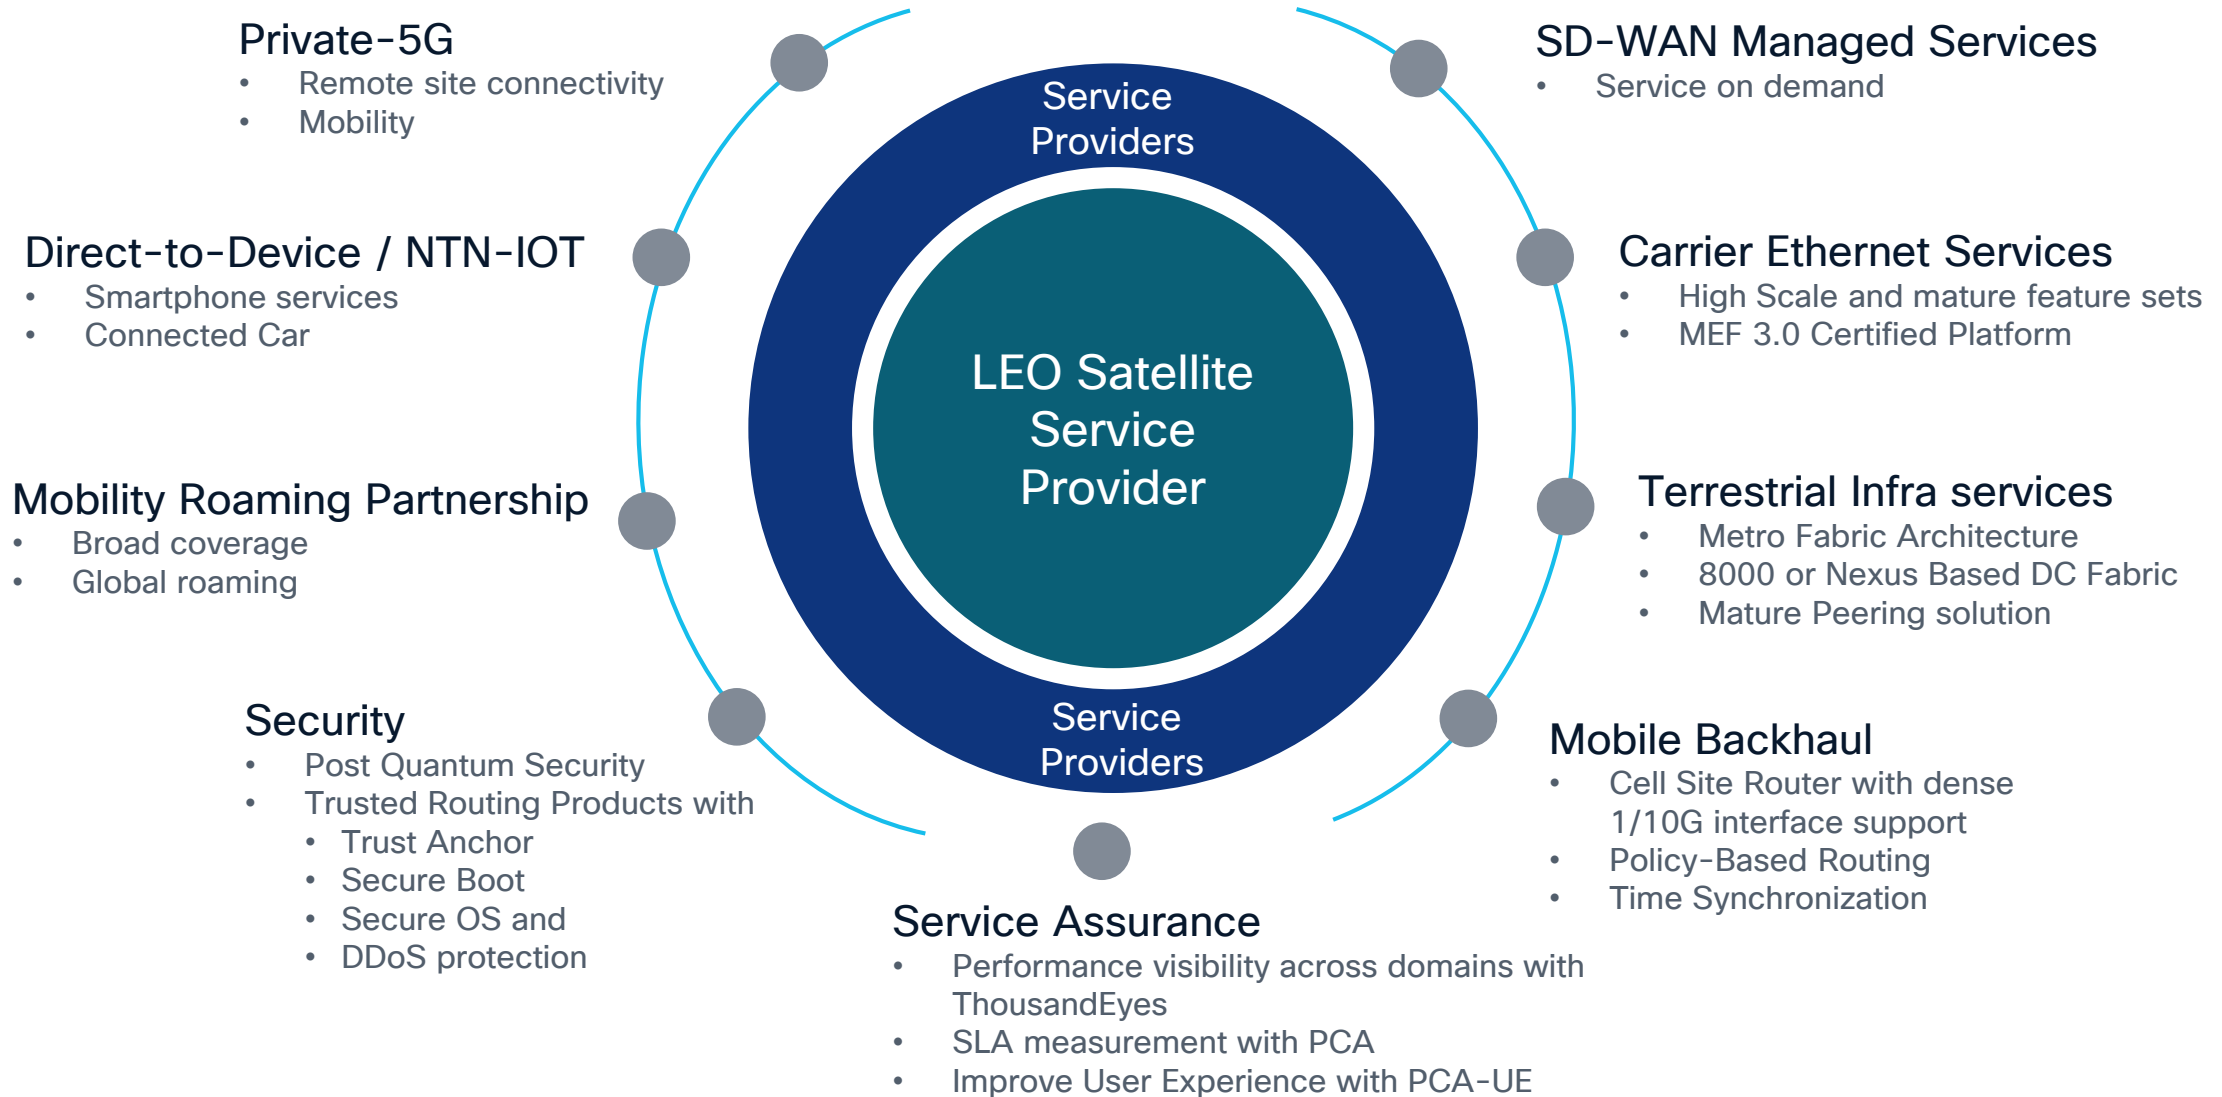 Private-5G
• Remote site connectivity
• Mobility
Direct-to-Device / NTN-IOT
• Smartphone services
• Connected Car
Mobility Roaming Partnership
• Broad coverage
• Global roaming
Security
• Post Quantum Security
• Trusted Routing Products with
• Trust Anchor
• Secure Boot
• Secure OS and
• DDoS protection
Service
Providers
LEO Satellite
Service
Provider
Service
Providers
Service Assurance
• Performance visibility across domains with
ThousandEyes
• SLA measurement with PCA
• Improve User Experience with PCA-UE
SD-WAN Managed Services
• Service on demand
Carrier Ethernet Services
• High Scale and mature feature sets
• MEF 3.0 Certified Platform
Terrestrial Infra services
• Metro Fabric Architecture
• 8000 or Nexus Based DC Fabric
• Mature Peering solution
Mobile Backhaul
• Cell Site Router with dense
1/10G interface support
• Policy-Based Routing
• Time Synchronization